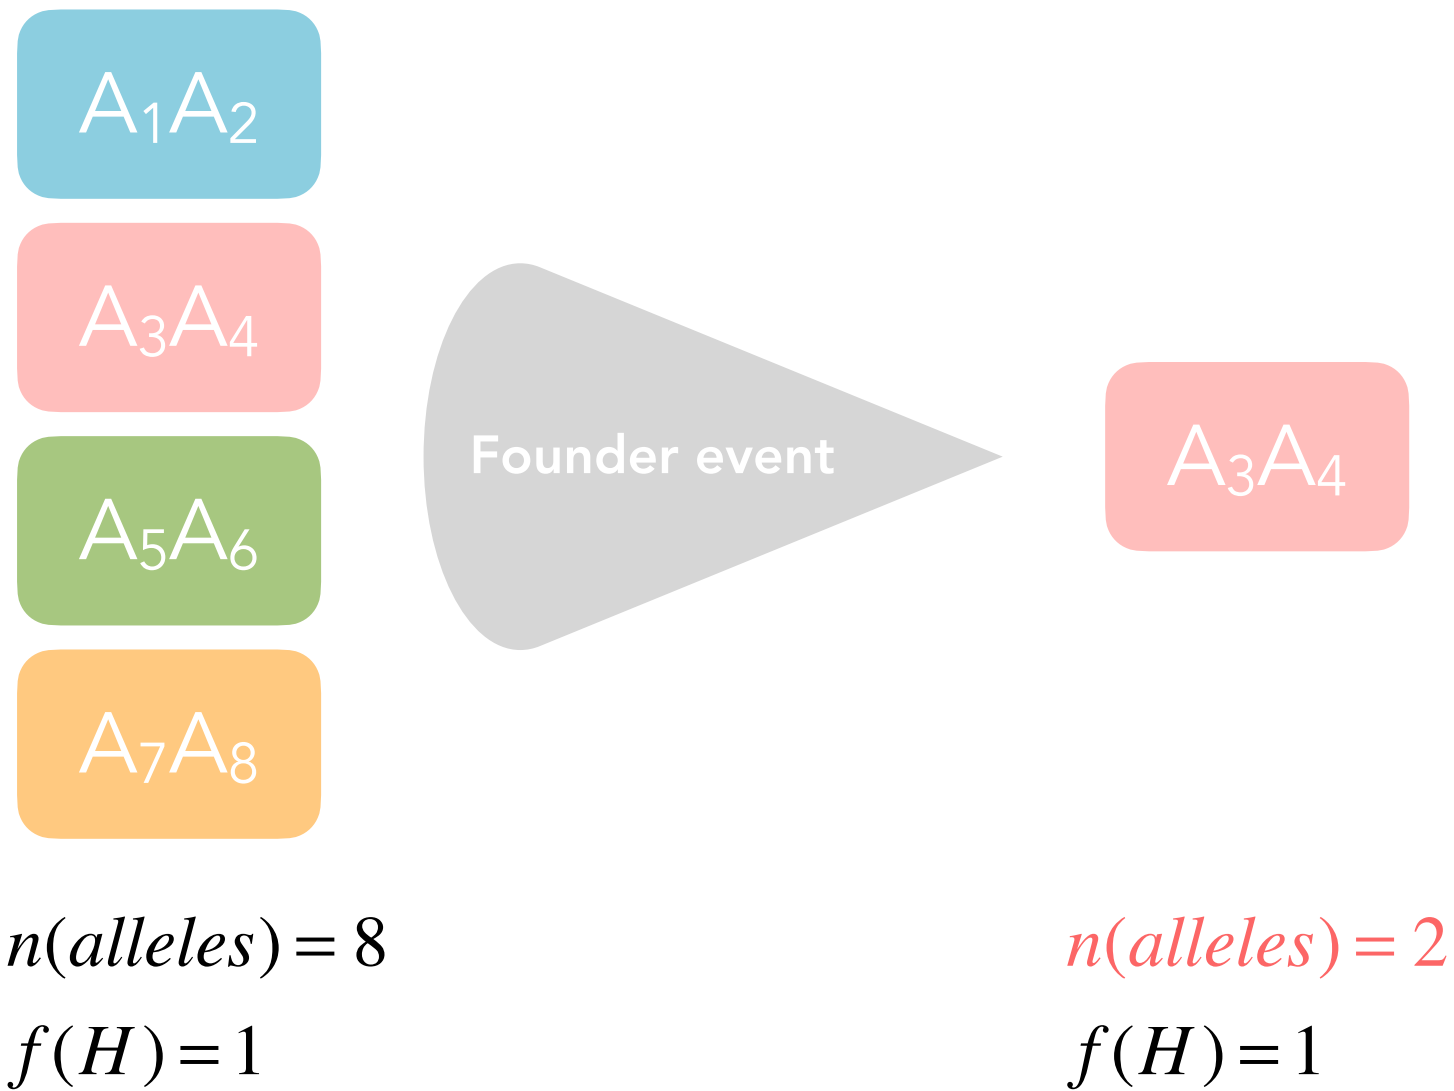 A₁A₂
A₃A₄
A₅A₆
A₇A₈
Founder event
A₃A₄
n(alleles) = 8
f(H) = 1
n(alleles) = 2
f(H) = 1